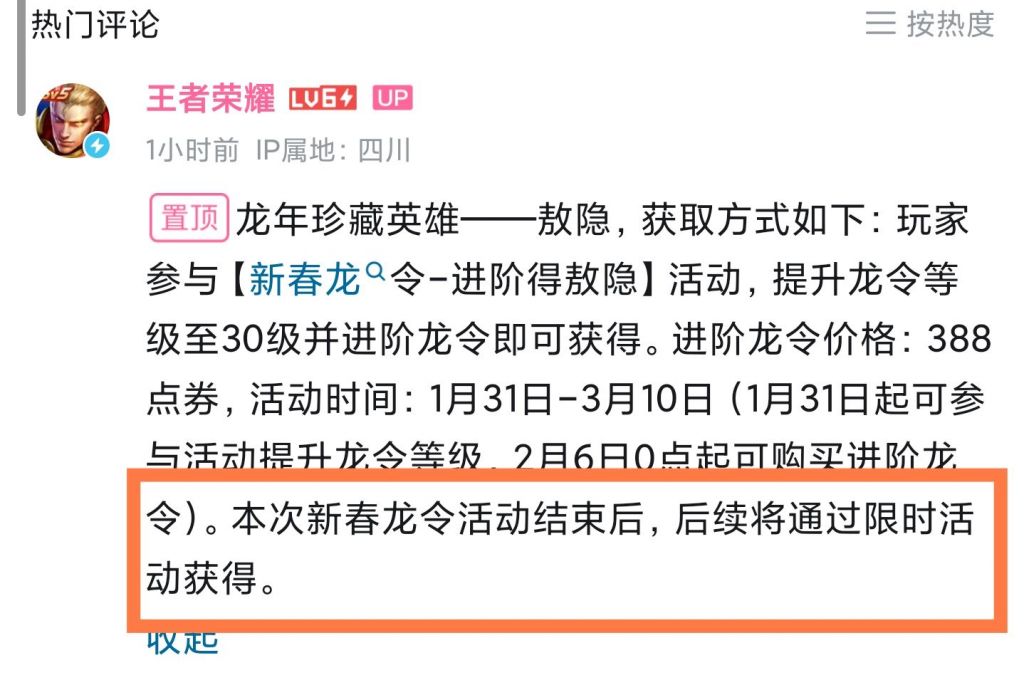 热门评论
按热度
王者荣耀 LV6 UP
1小时前 IP属地：四川
置顶 龙年珍藏英雄——敖隐，获取方式如下：玩家
参与【新春龙令-进阶得敖隐】活动，提升龙令等
级至30级并进阶龙令即可获得。进阶龙令价格：388
点券，活动时间：1月31日-3月10日（1月31日起可参
与活动提升龙令等级，2月6日0点起可购买进阶龙
令）。本次新春龙令活动结束后，后续将通过限时活
动获得。
收起